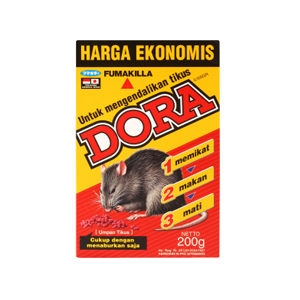 HARGA EKONOMIS
FUMAKILLA
Untuk mengendalikan tikus
DORA
1 memikat
2 makan
3 mati
[Umpan Tikus]
Cukup dengan
menaburkan saja
NETTO
200g